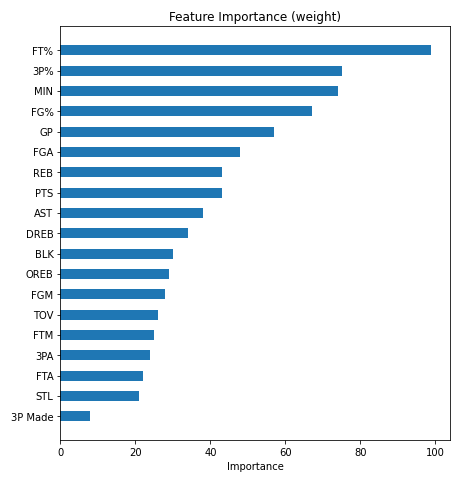 Feature Importance (weight)
FT%
3P%
MIN
FG%
GP
FGA
REB
PTS
AST
DREB
BLK
OREB
FGM
TOV
FTM
3PA
FTA
STL
3P Made
0 20 40 60 80 100
Importance